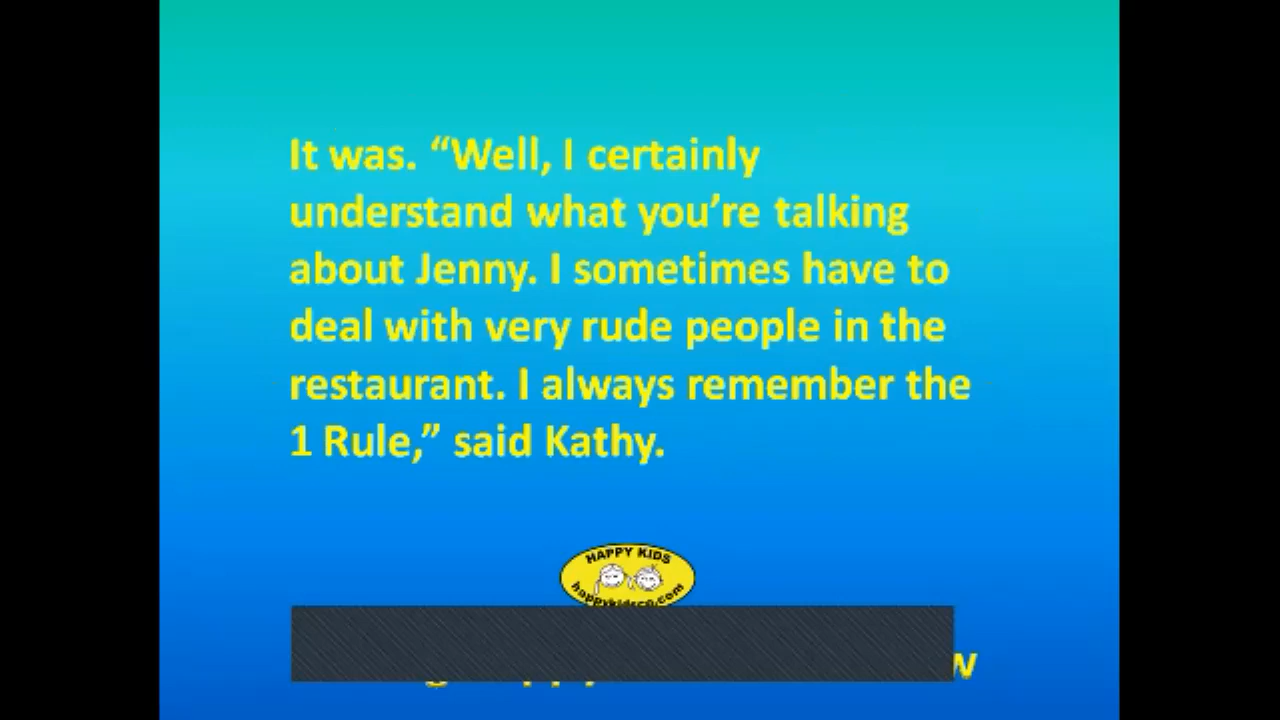 It was. “Well, I certainly
understand what you’re talking
about Jenny. I sometimes have to
deal with very rude people in the
restaurant. I always remember the
1 Rule,” said Kathy.
HAPPY KIDS